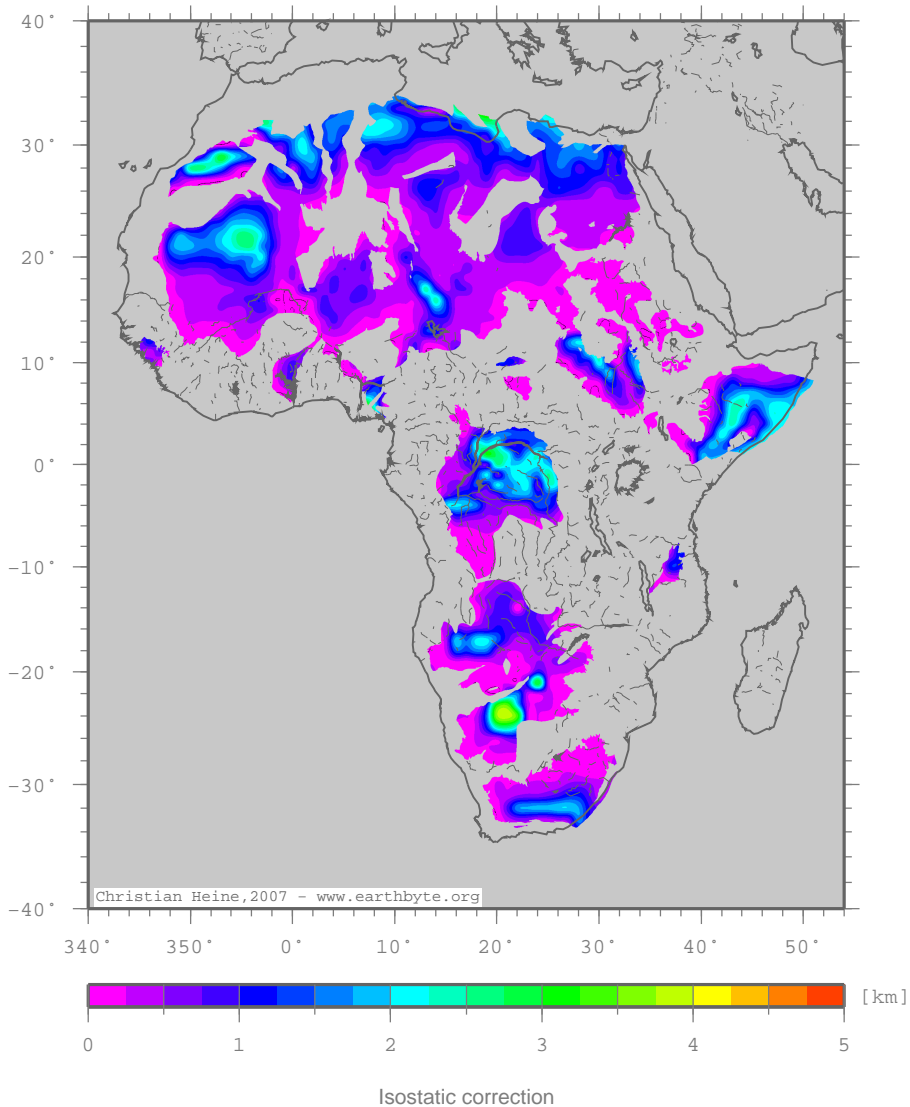 40°
30°
20°
10°
0°
−10°
−20°
−30°
−40°
Christian Heine,2007 − www.earthbyte.org
340° 350° 0° 10° 20° 30° 40° 50°
[km]
0 1 2 3 4 5
Isostatic correction